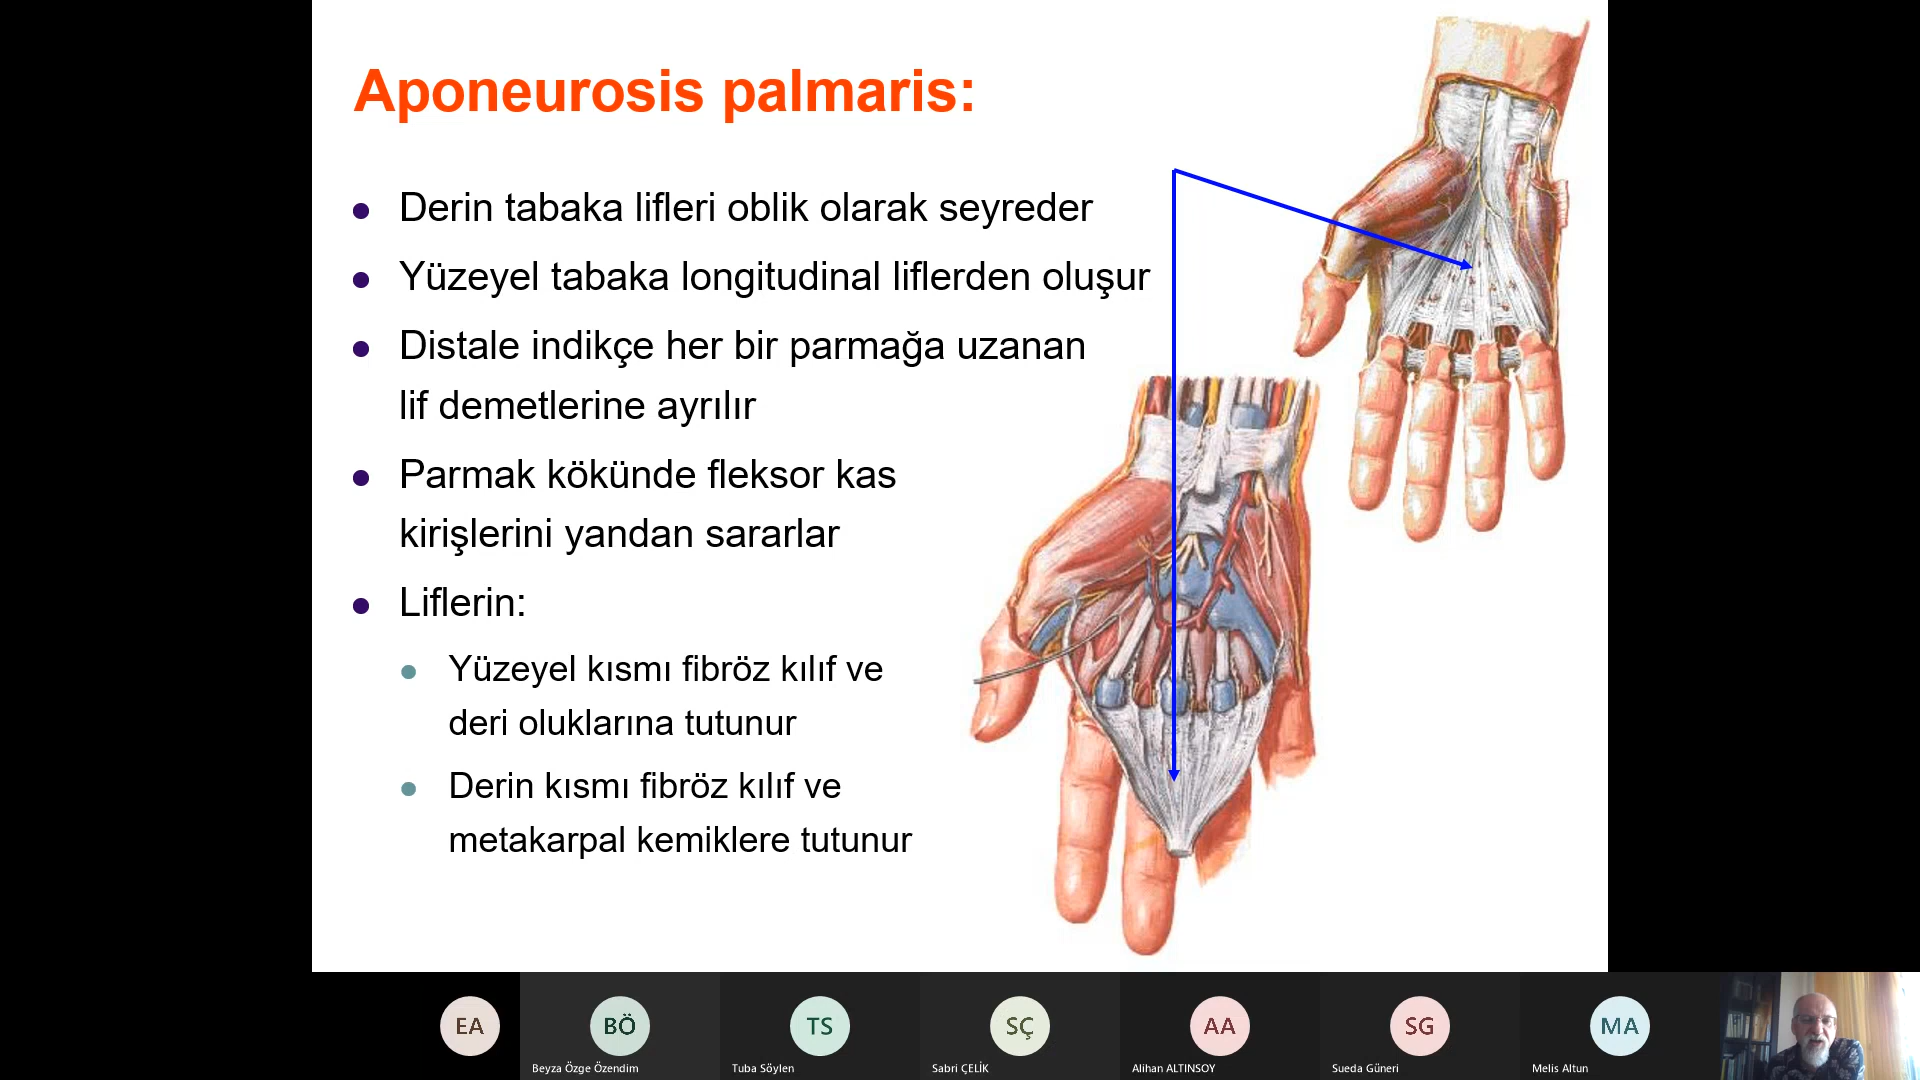 Aponeurosis palmaris:
Derin tabaka lifleri oblik olarak seyreder
Yüzeyel tabaka longitudinal liflerden oluşur
Distale indikçe her bir parmağa uzanan
lif demetlerine ayrılır
Parmak kökünde fleksor kas
kirişlerini yandan sararlar
Liflerin:
Yüzeyel kısmı fibröz kılıf ve
deri oluklarına tutunur
Derin kısmı fibröz kılıf ve
metakarpal kemiklere tutunur
EA
BÖ
TS
SÇ
AA
SG
MA
Beyza Özge Özendim
Tuba Söylen
Sabri ÇELİK
Alihan ALTINSOY
Sueda Güneri
Melis Altun